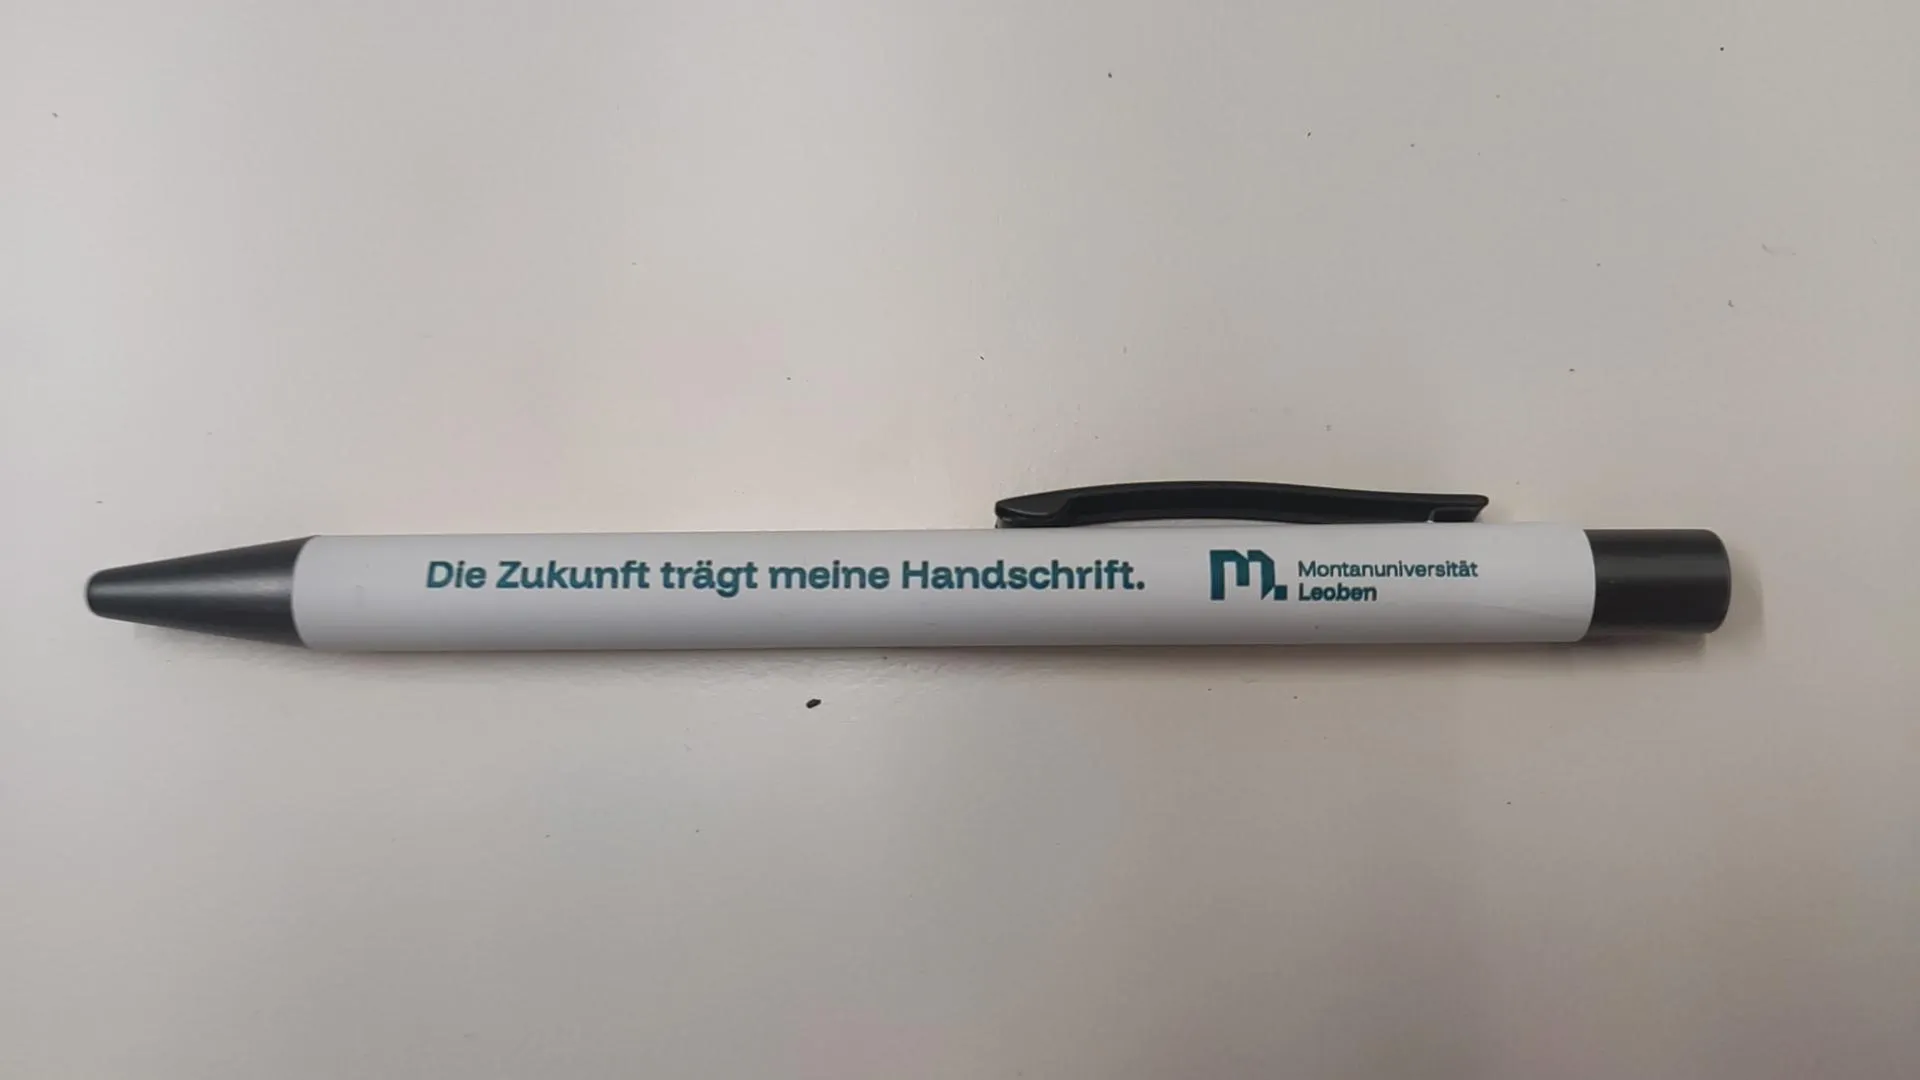 Die Zukunft trägt meine Handschrift.
m.
Montanuniversität
Leoben